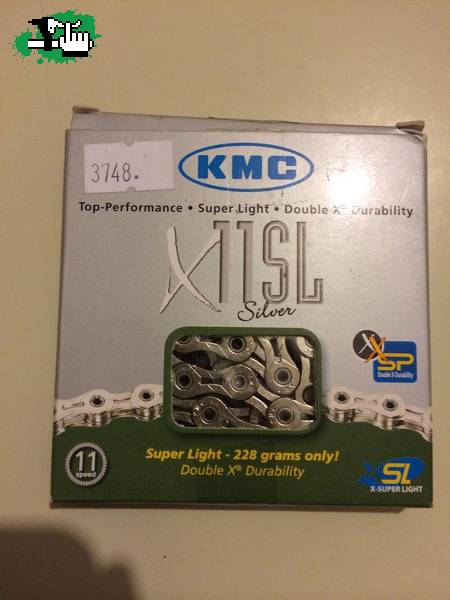 3748.
KMC
Top-Performance • Super Light • Double X® Durability
X11SL
Silver
XX
SP
Double X-Durability
Super Light - 228 grams only!
Double X® Durability
11
speed
XSL
X-SUPER LIGHT